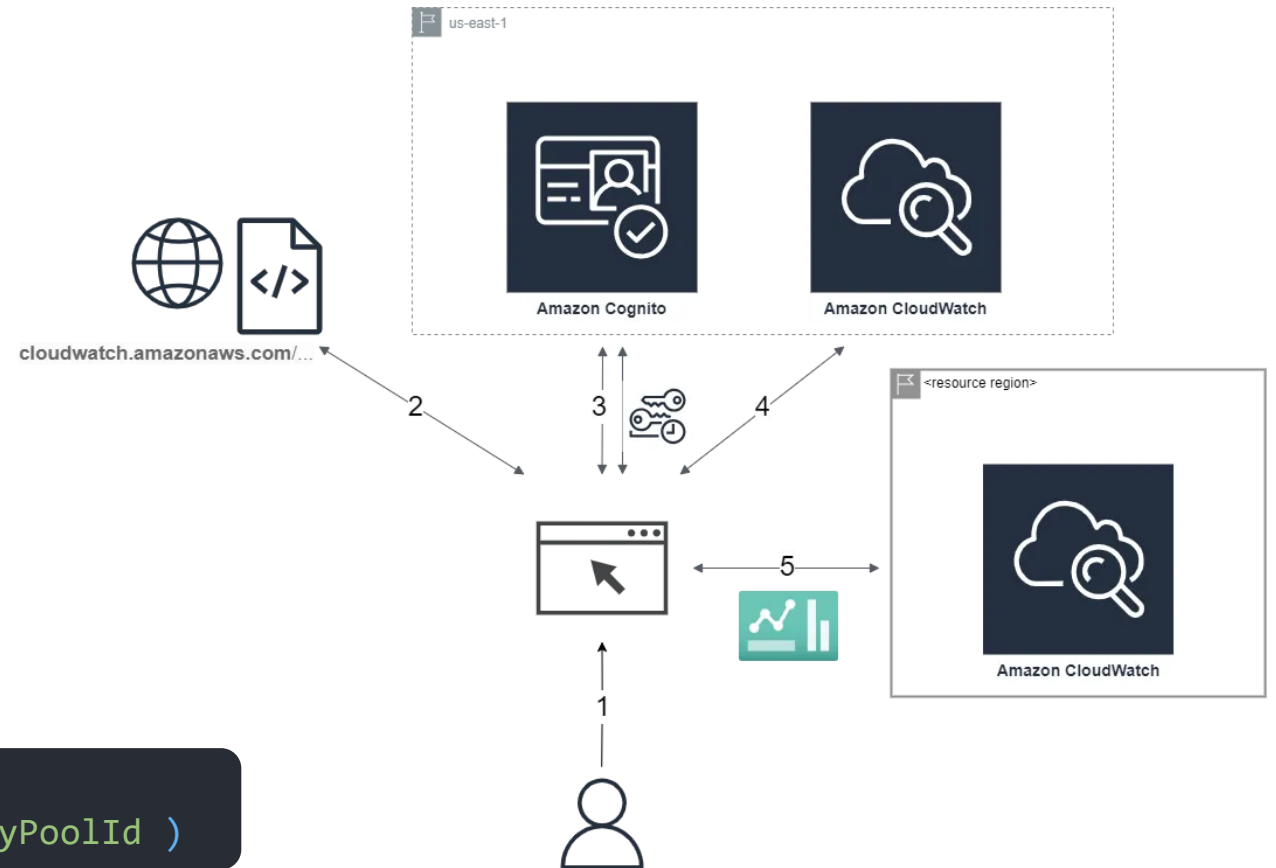 us-east-1
Amazon Cognito
Amazon CloudWatch
cloudwatch.amazonaws.com/...
<resource region>
2
3
4
5
Amazon CloudWatch
1
yPoolId )